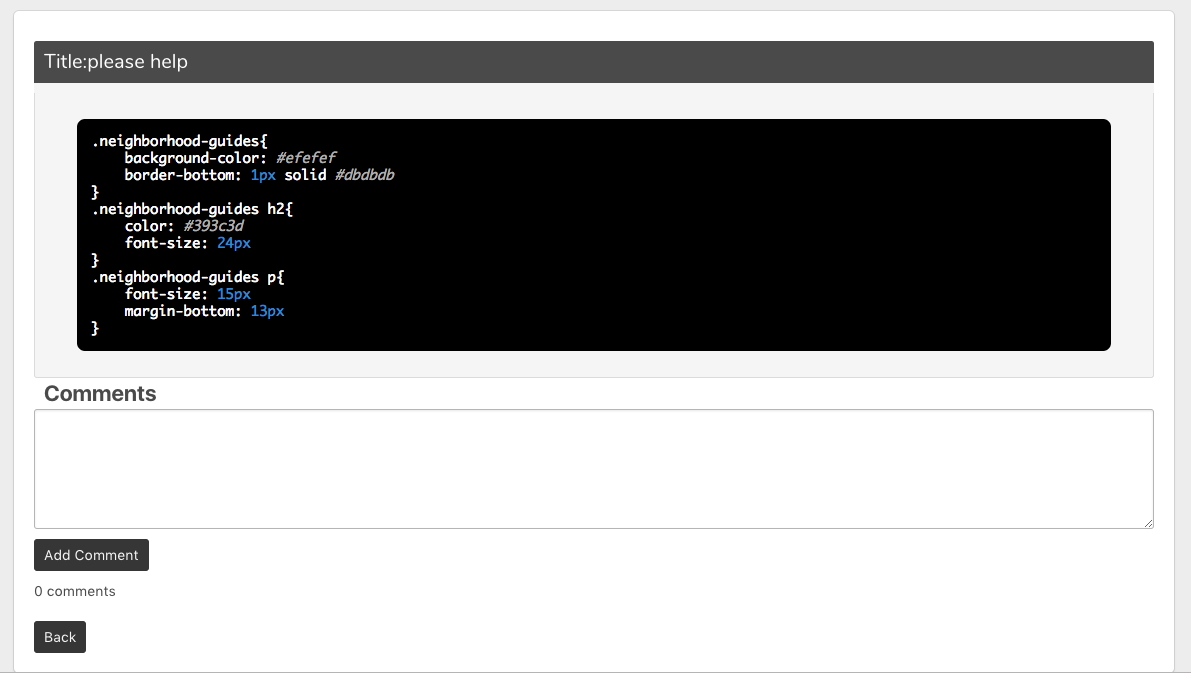 Title:please help
.neighborhood-guides{
    background-color: #efefef
    border-bottom: 1px solid #dbdbdb
}
.neighborhood-guides h2{
    color: #393c3d
    font-size: 24px
}
.neighborhood-guides p{
    font-size: 15px
    margin-bottom: 13px
}
Comments
Add Comment
0 comments
Back